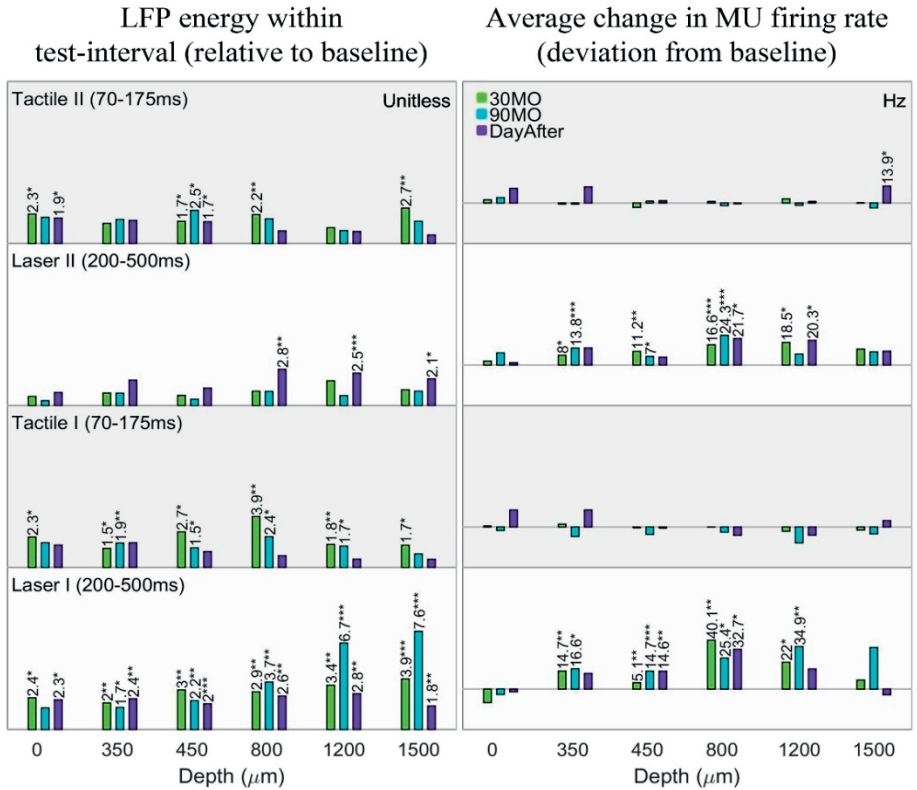 LFP energy within
test-interval (relative to baseline)
Average change in MU firing rate
(deviation from baseline)
Tactile II (70-175ms)
Unitless
2.3* 1.9* 1.7* 2.5* 1.7* 2.2** 2.7**
30MO
90MO
DayAfter
Hz
13.9*
Laser II (200-500ms)
2.8** 2.5*** 2.1*
8* 13.8*** 11.2** 7* 16.6*** 24.3*** 21.7* 18.5* 20.3*
Tactile I (70-175ms)
2.3* 1.5* 1.9** 2.7* 1.5* 3.9** 2.4* 1.8** 1.7* 1.7*
Laser I (200-500ms)
2.4* 2.3* 2** 1.7* 2.4** 3** 2.2** 2*** 2.9** 3.7** 2.6** 3.4** 6.7*** 2.8** 3.9*** 7.6*** 1.8**
14.7** 16.6* 5.1** 14.7*** 14.6** 40.1** 25.4* 32.7* 22* 34.9**
0 350 450 800 1200 1500
Depth (μm)
0 350 450 800 1200 1500
Depth (μm)